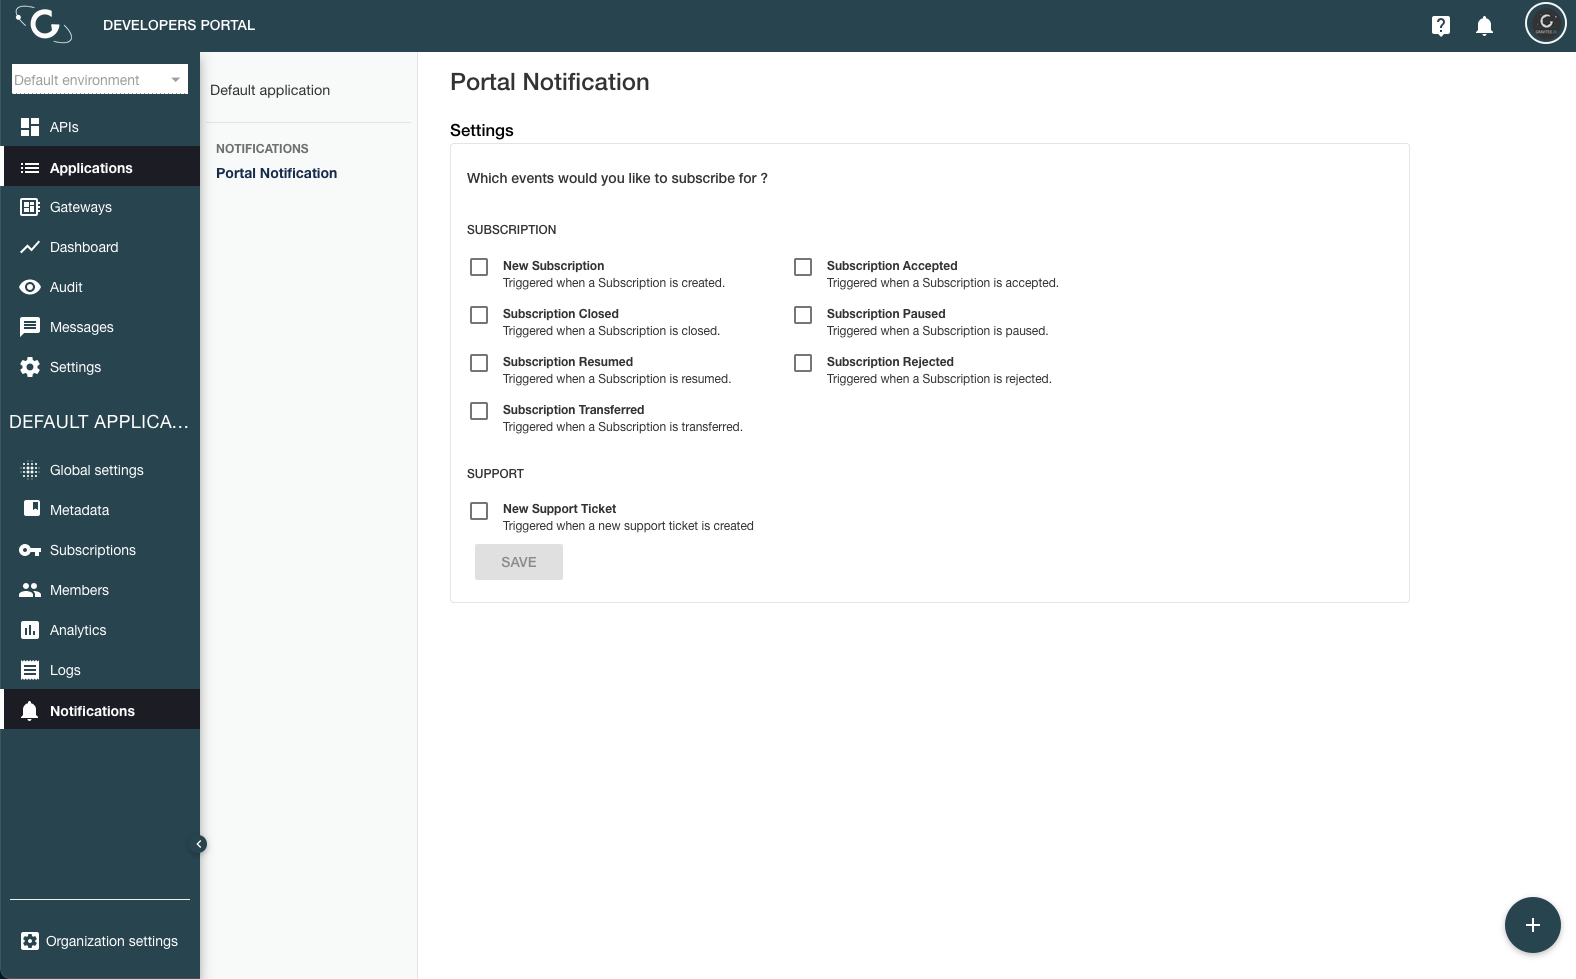 DEVELOPERS PORTAL
Default environment
APIs
Applications
Gateways
Dashboard
Audit
Messages
Settings
DEFAULT APPLICA...
Global settings
Metadata
Subscriptions
Members
Analytics
Logs
Notifications
Organization settings
Default application
NOTIFICATIONS
Portal Notification
Portal Notification
Settings
Which events would you like to subscribe for ?
SUBSCRIPTION
New Subscription
Triggered when a Subscription is created.
Subscription Accepted
Triggered when a Subscription is accepted.
Subscription Closed
Triggered when a Subscription is closed.
Subscription Paused
Triggered when a Subscription is paused.
Subscription Resumed
Triggered when a Subscription is resumed.
Subscription Rejected
Triggered when a Subscription is rejected.
Subscription Transferred
Triggered when a Subscription is transferred.
SUPPORT
New Support Ticket
Triggered when a new support ticket is created
SAVE